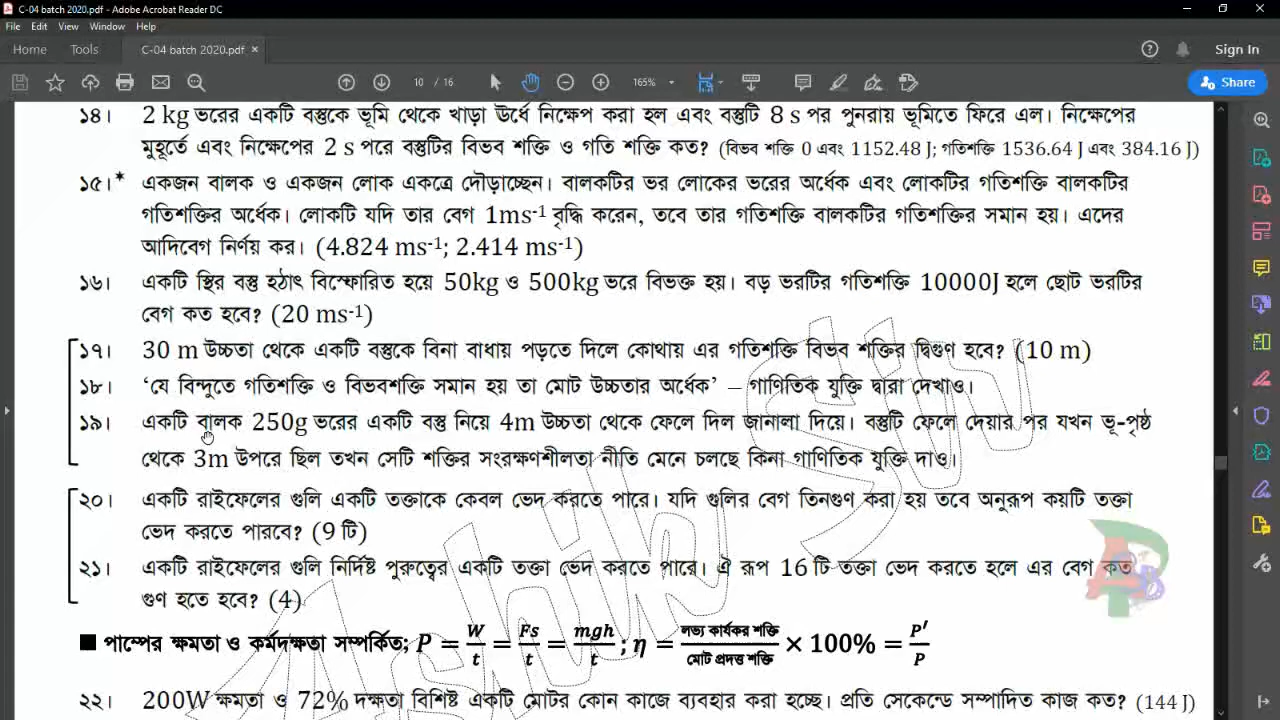 C-04 batch 2020.pdf - Adobe Acrobat Reader DC
File Edit View Window Help
Home Tools C-04 batch 2020.pdf × Sign In
10 / 16 165% Share
১৪। 2 kg ভরের একটি বস্তুকে ভূমি থেকে খাড়া ঊর্ধে নিক্ষেপ করা হল এবং বস্তুটি 8 s পর পুনরায় ভূমিতে ফিরে এল। নিক্ষেপের
মুহূর্তে এবং নিক্ষেপের 2 s পরে বস্তুটির বিভব শক্তি ও গতি শক্তি কত? (বিভব শক্তি 0 এবং 1152.48 J; গতিশক্তি 1536.64 J এবং 384.16 J)
১৫।* একজন বালক ও একজন লোক একত্রে দৌড়াচ্ছেন। বালকটির ভর লোকের ভরের অর্ধেক এবং লোকটির গতিশক্তি বালকটির
গতিশক্তির অর্ধেক। লোকটি যদি তার বেগ 1ms⁻¹ বৃদ্ধি করেন, তবে তার গতিশক্তি বালকটির গতিশক্তির সমান হয়। এদের
আদিবেগ নির্ণয় কর। (4.824 ms⁻¹; 2.414 ms⁻¹)
১৬। একটি স্থির বস্তু হঠাৎ বিস্ফোরিত হয়ে 50kg ও 500kg ভরে বিভক্ত হয়। বড় ভরটির গতিশক্তি 10000J হলে ছোট ভরটির
বেগ কত হবে? (20 ms⁻¹)
১৭। 30 m উচ্চতা থেকে একটি বস্তুকে বিনা বাধায় পড়তে দিলে কোথায় এর গতিশক্তি বিভব শক্তির দ্বিগুণ হবে? (10 m)
১৮। ‘যে বিন্দুতে গতিশক্তি ও বিভবশক্তি সমান হয় তা মোট উচ্চতার অর্ধেক’ – গাণিতিক যুক্তি দ্বারা দেখাও।
১৯। একটি বালক 250g ভরের একটি বস্তু নিয়ে 4m উচ্চতা থেকে ফেলে দিল জানালা দিয়ে। বস্তুটি ফেলে দেয়ার পর যখন ভূ-পৃষ্ঠ
থেকে 3m উপরে ছিল তখন সেটি শক্তির সংরক্ষণশীলতা নীতি মেনে চলছে কিনা গাণিতিক যুক্তি দাও।
২০। একটি রাইফেলের গুলি একটি তক্তাকে কেবল ভেদ করতে পারে। যদি গুলির বেগ তিনগুণ করা হয় তবে অনুরূপ কয়টি তক্তা
ভেদ করতে পারবে? (9 টি)
২১। একটি রাইফেলের গুলি নির্দিষ্ট পুরুত্বের একটি তক্তা ভেদ করতে পারে। ঐ রূপ 16 টি তক্তা ভেদ করতে হলে এর বেগ কত
গুণ হতে হবে? (4)
■ পাম্পের ক্ষমতা ও কর্মদক্ষতা সম্পর্কিত; P = W/t = Fs/t = mgh/t ; η = লভ্য কার্যকর শক্তি/মোট প্রদত্ত শক্তি × 100% = P′/P
২২। 200W ক্ষমতা ও 72% দক্ষতা বিশিষ্ট একটি মোটর কোন কাজে ব্যবহার করা হচ্ছে। প্রতি সেকেন্ডে সম্পাদিত কাজ কত? (144 J)